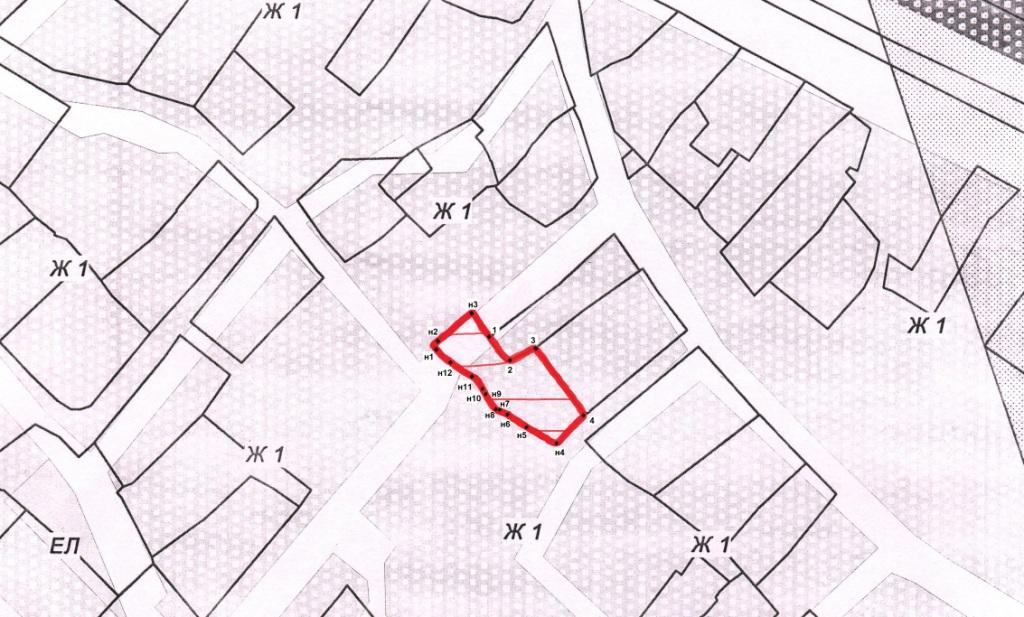 Ж 1
Ж 1
Ж 1
Ж 1
н3
н2
1
н1
3
2
н12
н11
н10
н9
н7
н8
н6
н5
4
н4
Ж 1
Ж 1
Ж 1
ЕЛ